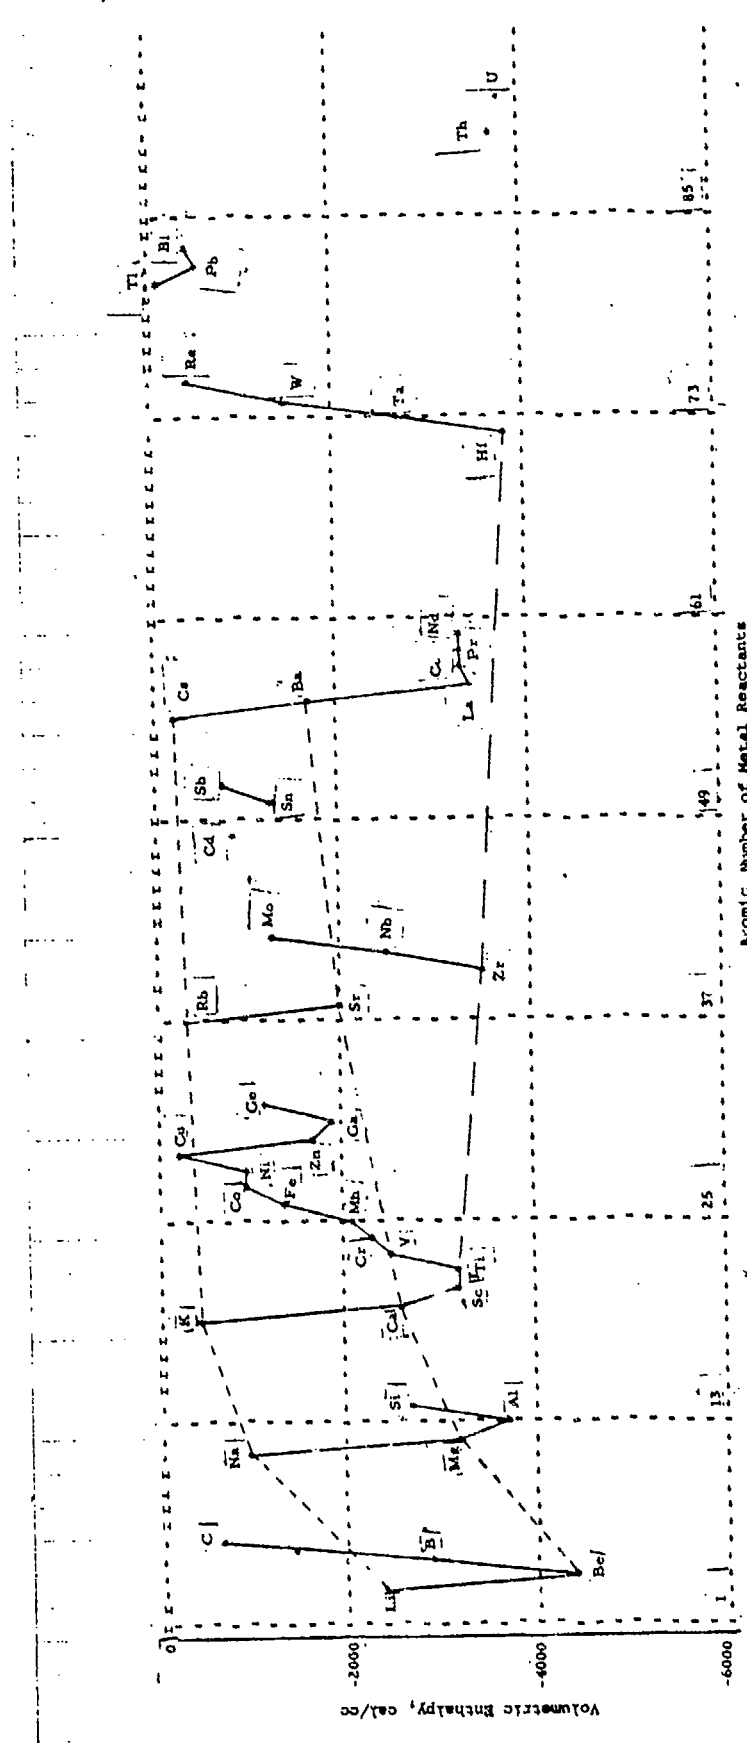 Volumetric Enthalpy, cal/cc
0
-2000
-4000
-6000
Atomic Number of Metal Reactants
1
13
25
37
49
61
73
85
Li
Be
B
C
Na
Mg
Al
Si
K
Ca
Sc
Ti
V
Cr
Mn
Fe
Co
Ni
Cu
Zn
Ga
Ge
Rb
Sr
Zr
Nb
Mo
Cd
Sn
Sb
Cs
Ba
La
Pr
Nd
Hf
Ta
W
Re
Tl
Pb
Bi
Th
U